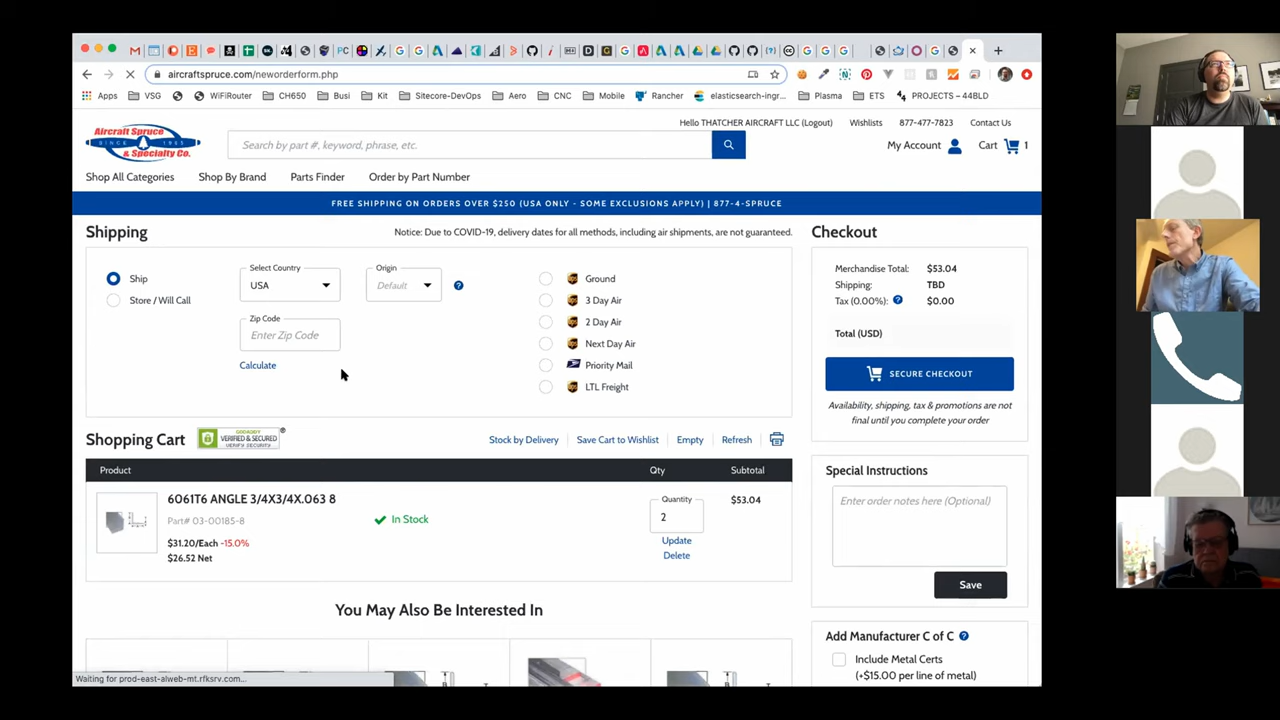 aircraftspruce.com/neworderform.php
Apps VSG WiFiRouter CH650 Busi Kit Sitecore-DevOps Aero CNC Mobile Rancher elasticsearch-ingr... Plasma ETS PROJECTS – 44BLD
Hello THATCHER AIRCRAFT LLC (Logout) Wishlists 877-477-7823 Contact Us
Aircraft Spruce
SINCE 1965
& Specialty Co.
Search by part #, keyword, phrase, etc.
My Account Cart 1
Shop All Categories Shop By Brand Parts Finder Order by Part Number
FREE SHIPPING ON ORDERS OVER $250 (USA ONLY - SOME EXCLUSIONS APPLY) | 877-4-SPRUCE
Shipping
Notice: Due to COVID-19, delivery dates for all methods, including air shipments, are not guaranteed.
Ship
Store / Will Call
Select Country
USA
Origin
Default
?
Zip Code
Enter Zip Code
Calculate
Ground
3 Day Air
2 Day Air
Next Day Air
Priority Mail
LTL Freight
Checkout
Merchandise Total: $53.04
Shipping: TBD
Tax (0.00%): ? $0.00
Total (USD)
SECURE CHECKOUT
Availability, shipping, tax & promotions are not
final until you complete your order
Shopping Cart
GODADDY
VERIFIED & SECURED
VERIFY SECURITY
Stock by Delivery Save Cart to Wishlist Empty Refresh
Product Qty Subtotal
6061T6 ANGLE 3/4X3/4X.063 8
Part# 03-00185-8
$31.20/Each -15.0%
$26.52 Net
In Stock
Quantity
2
Update
Delete
$53.04
Special Instructions
Enter order notes here (Optional)
Save
You May Also Be Interested In
Add Manufacturer C of C ?
Include Metal Certs
(+$15.00 per line of metal)
Waiting for prod-east-alweb-mt.rfksrv.com...